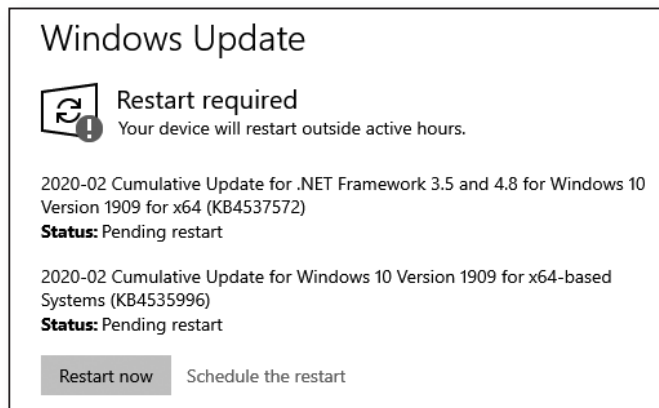 Windows Update
Restart required
Your device will restart outside active hours.
2020-02 Cumulative Update for .NET Framework 3.5 and 4.8 for Windows 10
Version 1909 for x64 (KB4537572)
Status: Pending restart
2020-02 Cumulative Update for Windows 10 Version 1909 for x64-based
Systems (KB4535996)
Status: Pending restart
Restart now
Schedule the restart